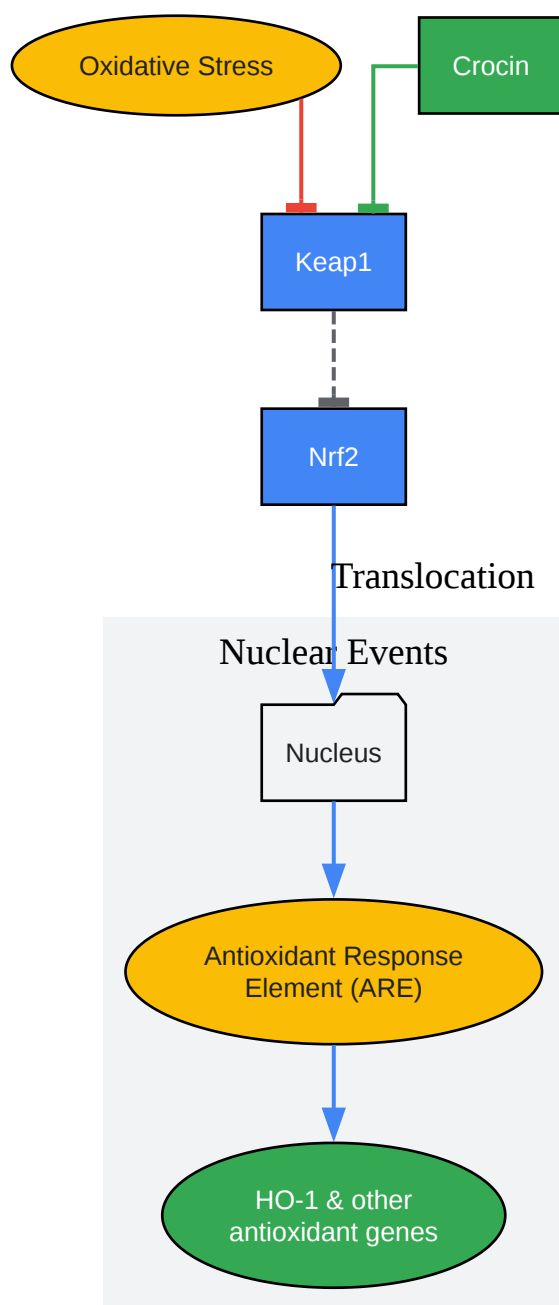 Oxidative Stress
Crocin
Keap1
Nrf2
Translocation
Nuclear Events
Nucleus
Antioxidant Response
Element (ARE)
HO-1 & other
antioxidant genes